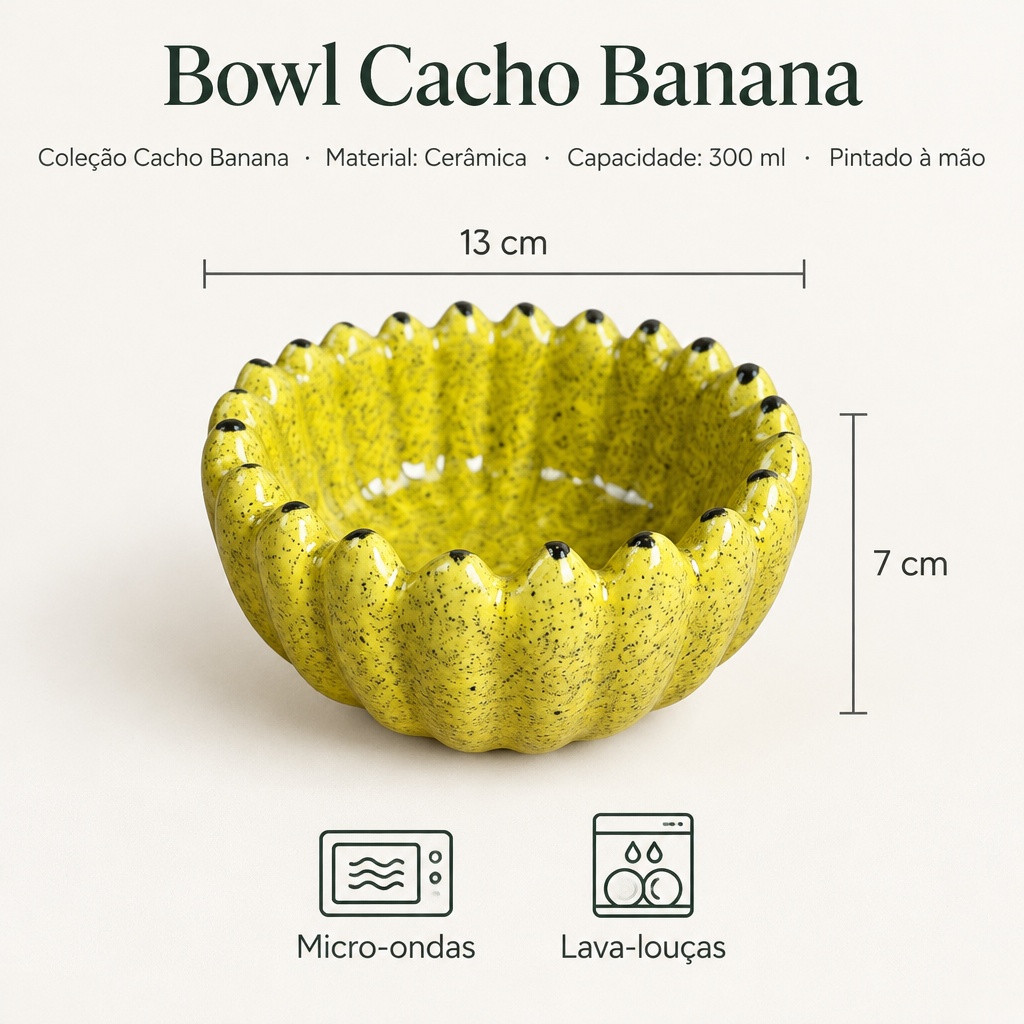 Bowl Cacho Banana
Coleção Cacho Banana · Material: Cerâmica · Capacidade: 300 ml · Pintado à mão
13 cm
7 cm
Micro-ondas
Lava-louças